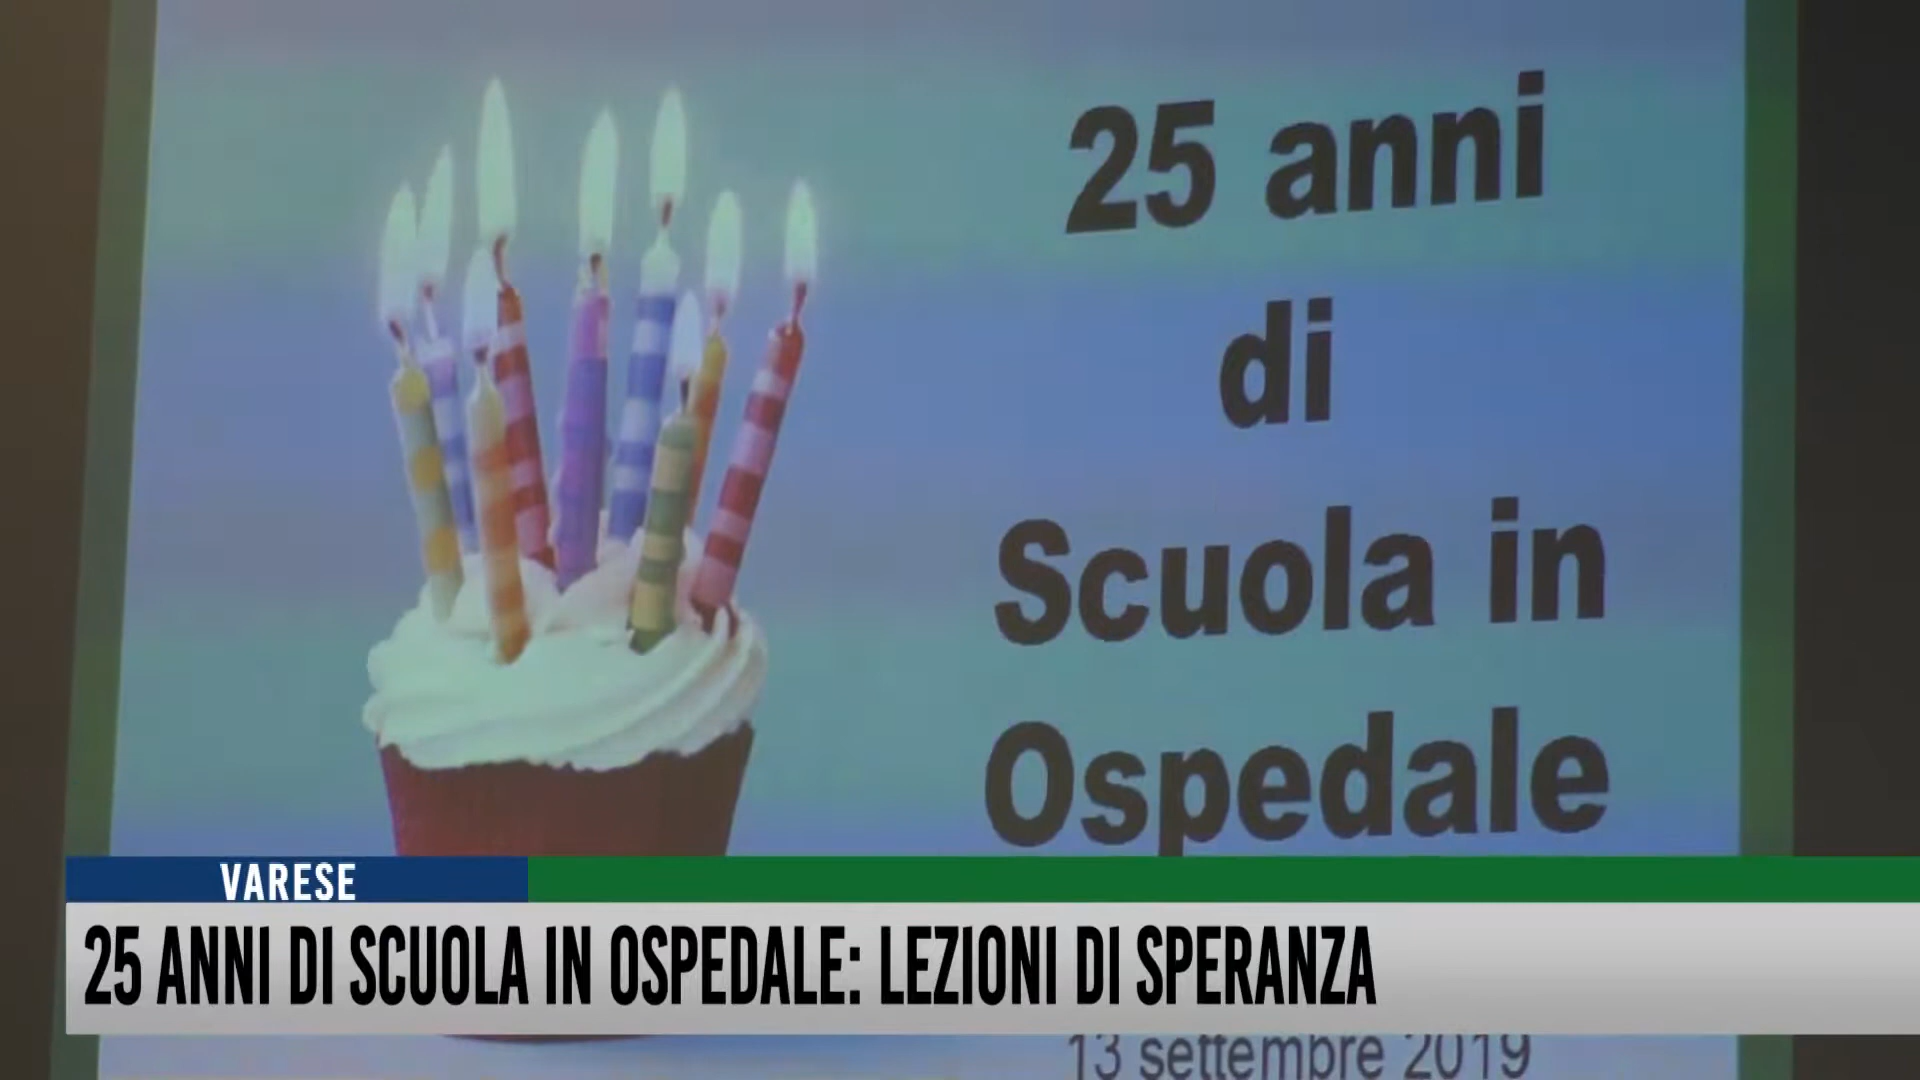 25 anni
di
Scuola in
Ospedale
VARESE
25 ANNI DI SCUOLA IN OSPEDALE: LEZIONI DI SPERANZA
13 settembre 2019